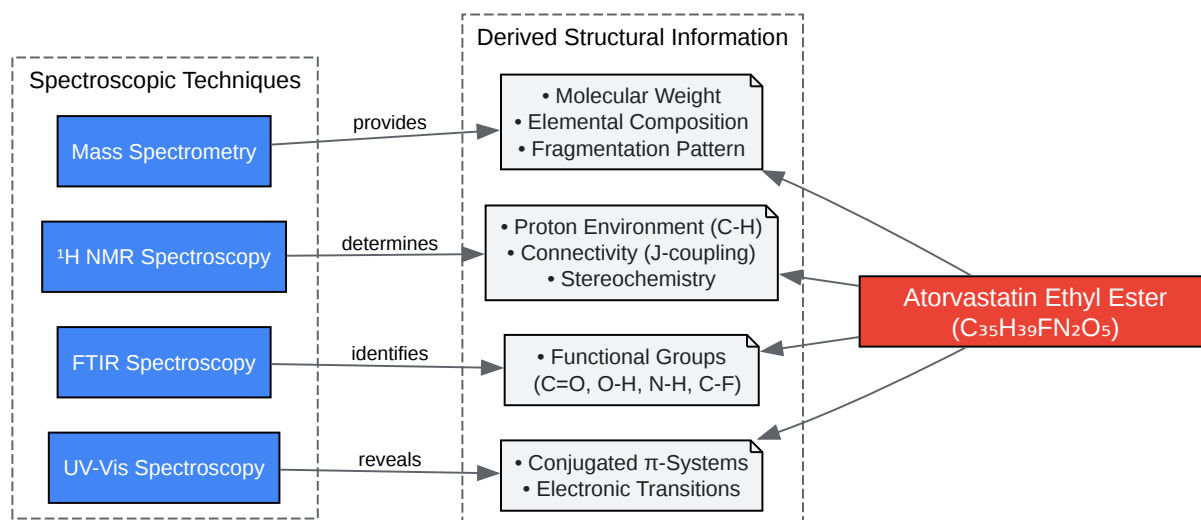 Spectroscopic Techniques
Mass Spectrometry
¹H NMR Spectroscopy
FTIR Spectroscopy
UV-Vis Spectroscopy
provides
determines
identifies
reveals
Derived Structural Information
• Molecular Weight
• Elemental Composition
• Fragmentation Pattern
• Proton Environment (C-H)
• Connectivity (J-coupling)
• Stereochemistry
• Functional Groups
(C=O, O-H, N-H, C-F)
• Conjugated π-Systems
• Electronic Transitions
Atorvastatin Ethyl Ester
(C₃₅H₃₉FN₂O₅)